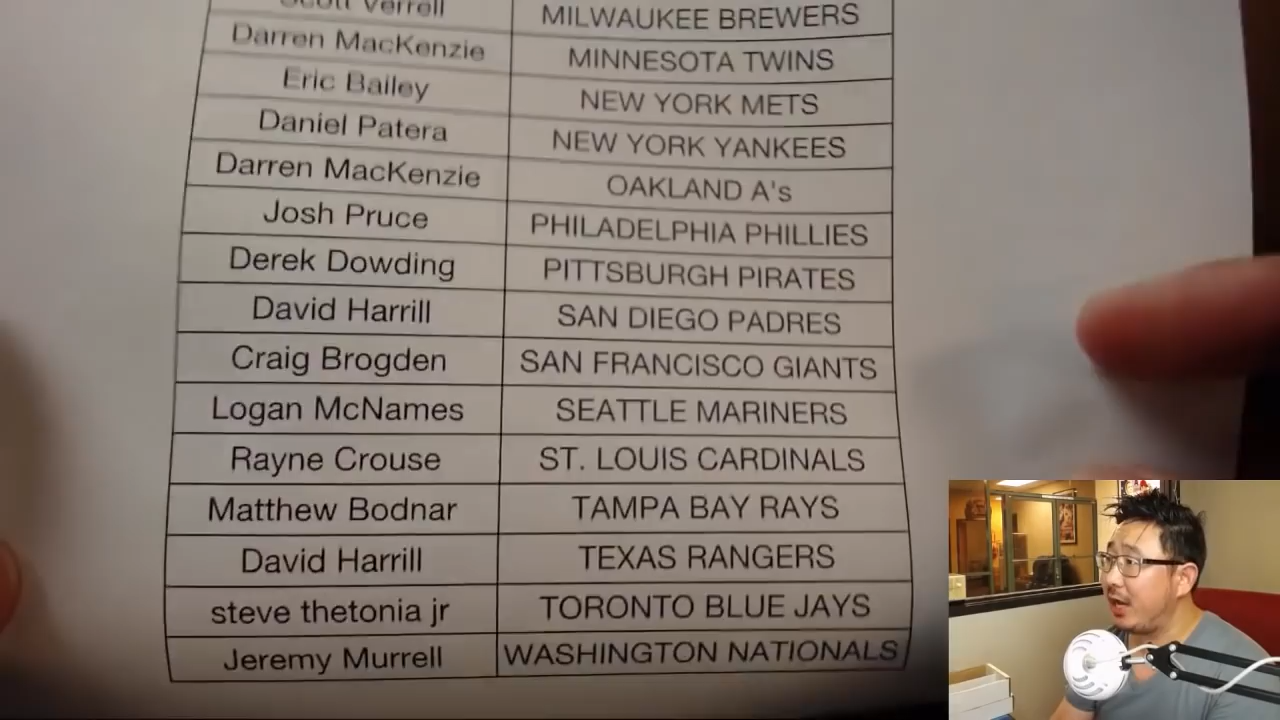 Scott Verrell MILWAUKEE BREWERS
Darren MacKenzie MINNESOTA TWINS
Eric Bailey NEW YORK METS
Daniel Patera NEW YORK YANKEES
Darren MacKenzie OAKLAND A's
Josh Pruce PHILADELPHIA PHILLIES
Derek Dowding PITTSBURGH PIRATES
David Harrill SAN DIEGO PADRES
Craig Brogden SAN FRANCISCO GIANTS
Logan McNames SEATTLE MARINERS
Rayne Crouse ST. LOUIS CARDINALS
Matthew Bodnar TAMPA BAY RAYS
David Harrill TEXAS RANGERS
steve thetonia jr TORONTO BLUE JAYS
Jeremy Murrell WASHINGTON NATIONALS